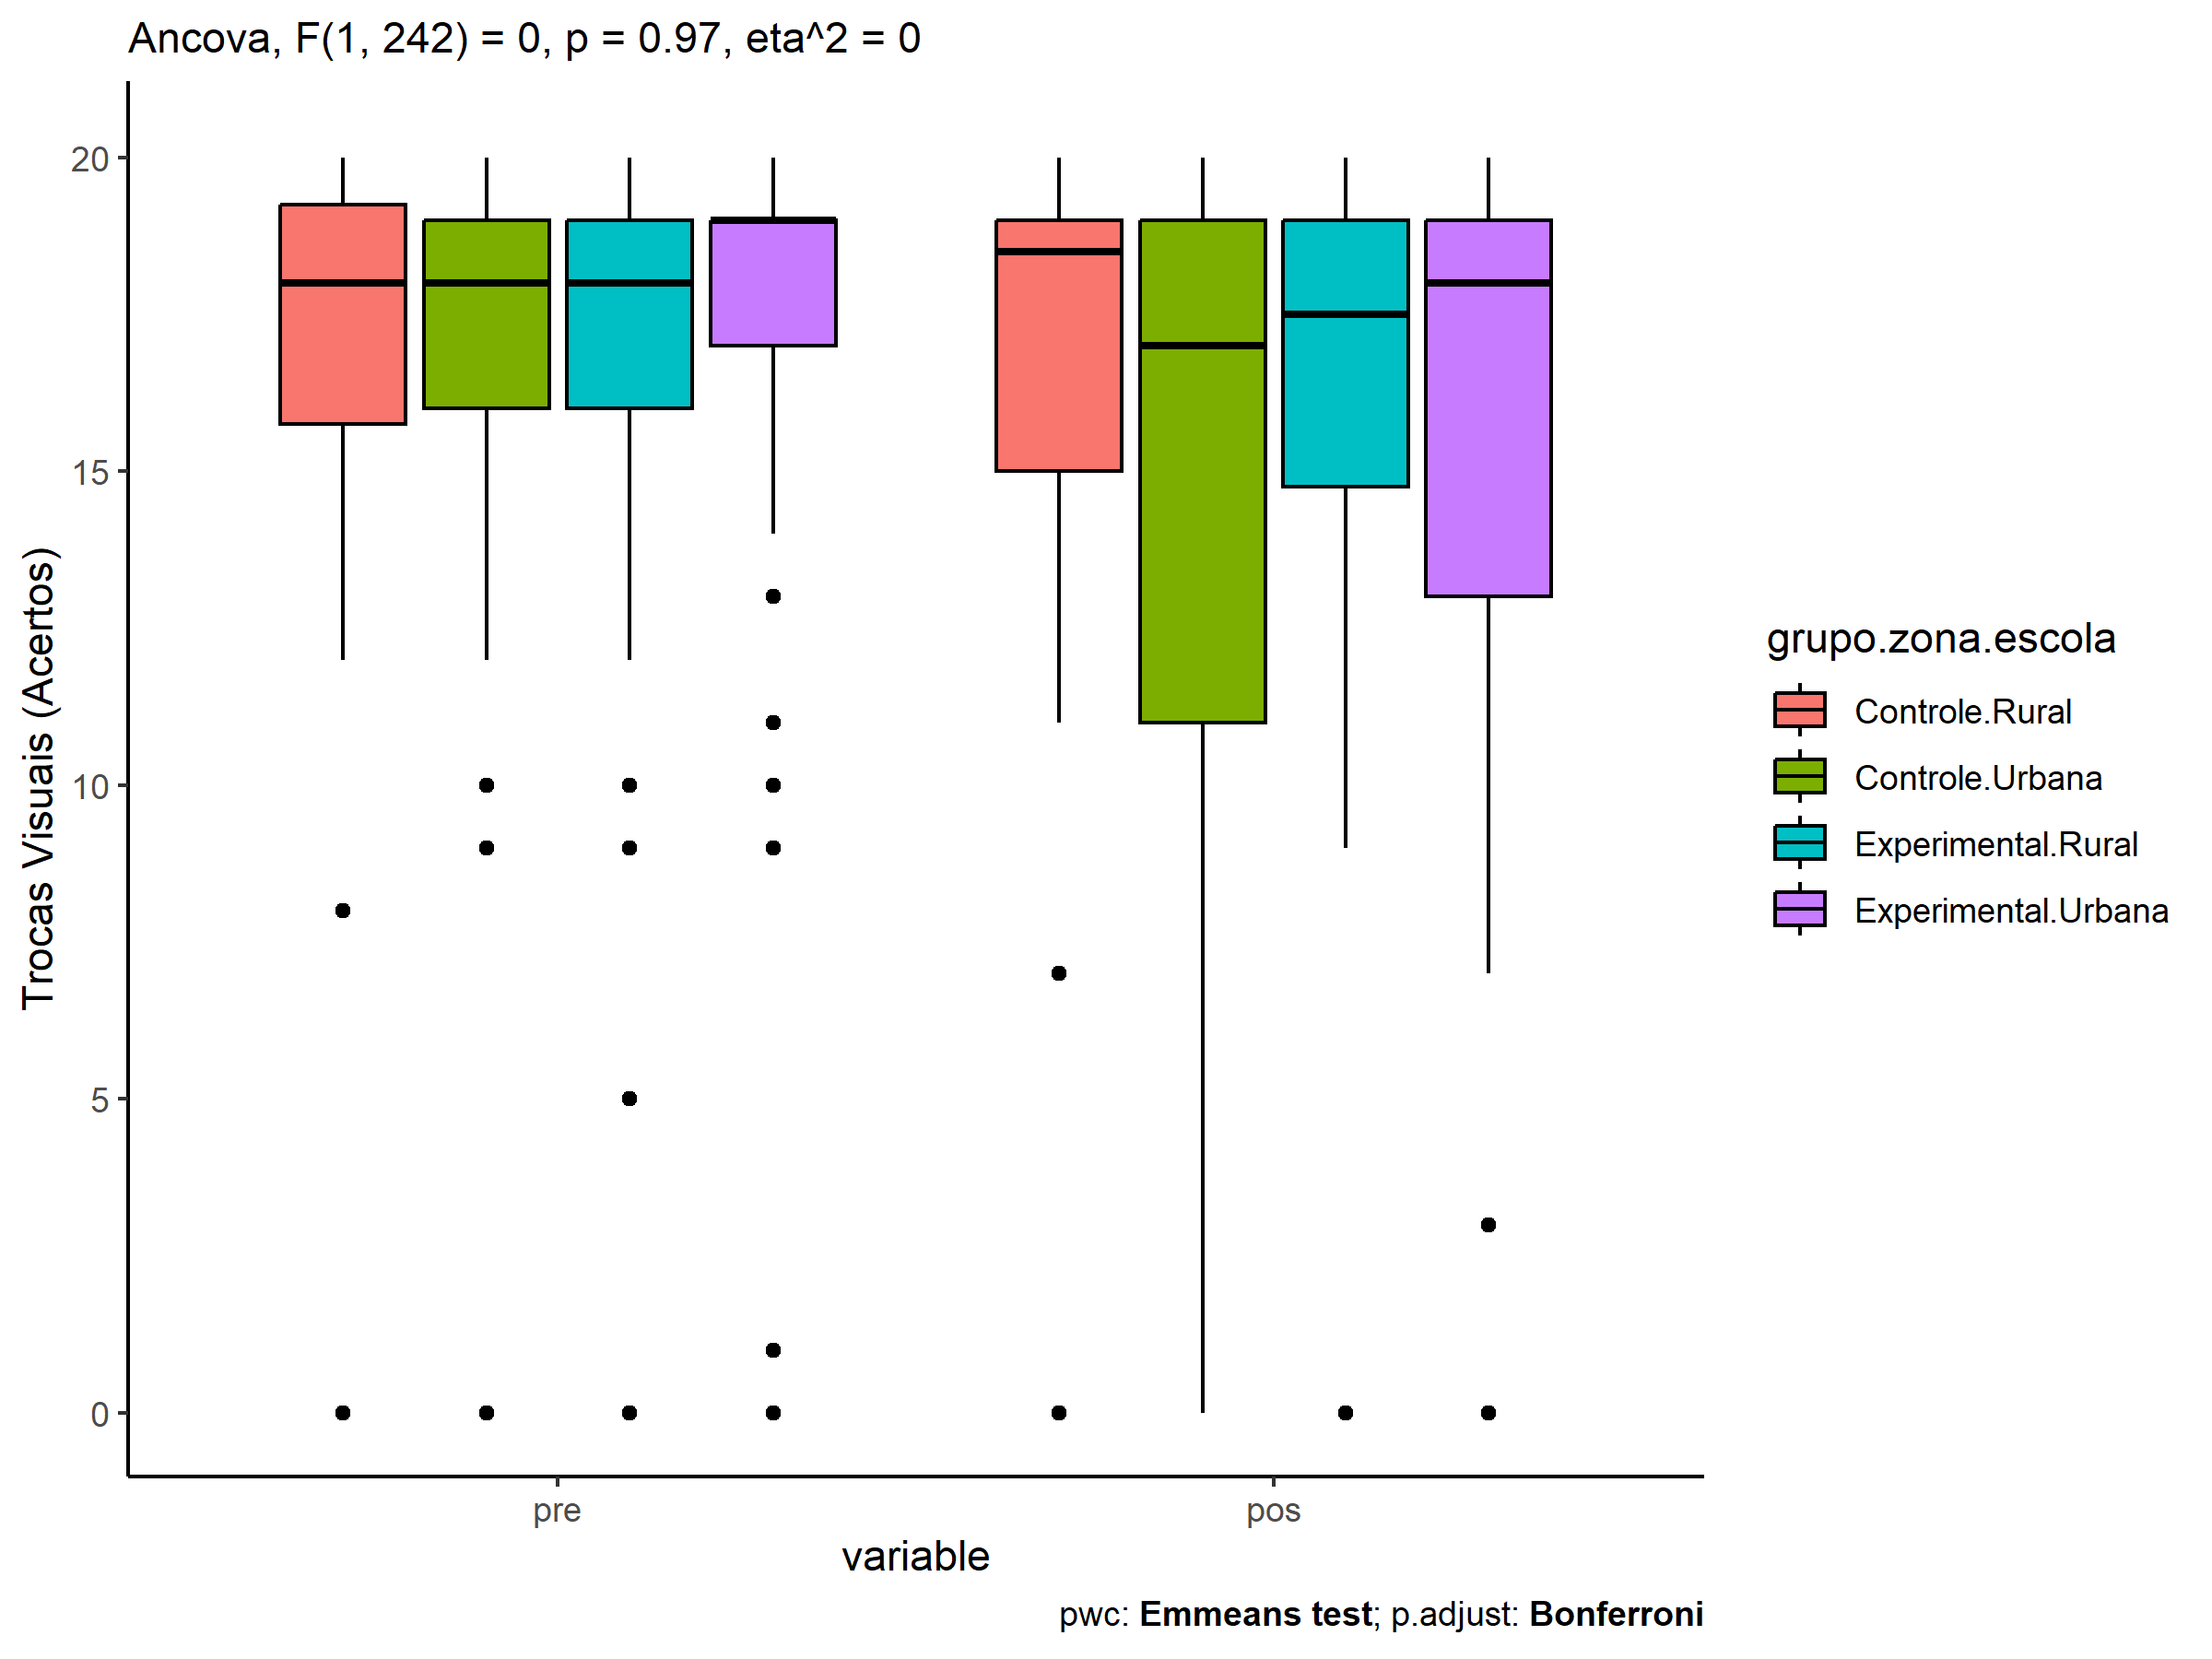 Ancova, F(1, 242) = 0, p = 0.97, eta^2 = 0
Trocas Visuais (Acertos)
20
15
10
5
0
pre
pos
variable
grupo.zona.escola
Controle.Rural
Controle.Urbana
Experimental.Rural
Experimental.Urbana
pwc: Emmeans test; p.adjust: Bonferroni